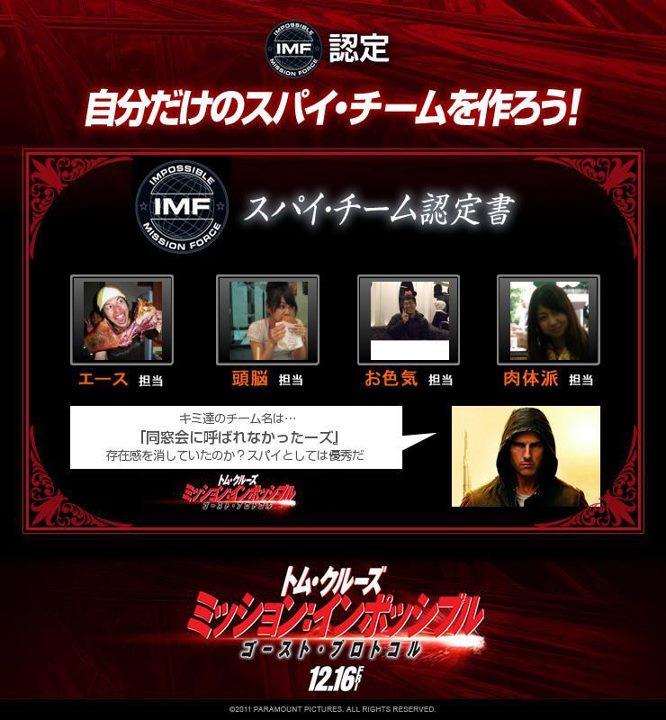 IMPOSSIBLE
IMF
MISSION FORCE
認定
自分だけのスパイ・チームを作ろう!
IMPOSSIBLE
IMF
MISSION FORCE
スパイ・チーム認定書
エース 担当
頭脳 担当
お色気 担当
肉体派 担当
キミ達のチーム名は…
「同窓会に呼ばれなかったーズ」
存在感を消していたのか?スパイとしては優秀だ
トム・クルーズ
ミッション:インポッシブル
ゴースト・プロトコル
トム・クルーズ
ミッション:インポッシブル
ゴースト・プロトコル
12.16 FRI
©2011 PARAMOUNT PICTURES. ALL RIGHTS RESERVED.